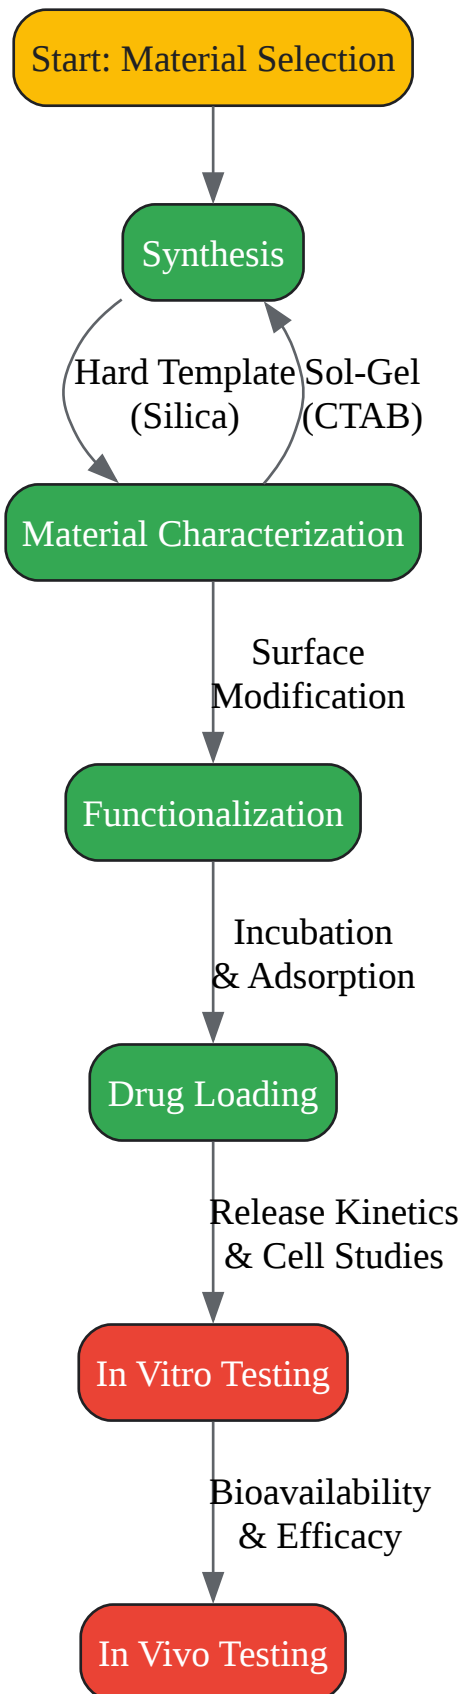 Start: Material Selection
Synthesis
Hard Template
(Silica)
Sol-Gel
(CTAB)
Material Characterization
Surface
Modification
Functionalization
Incubation
& Adsorption
Drug Loading
Release Kinetics
& Cell Studies
In Vitro Testing
Bioavailability
& Efficacy
In Vivo Testing